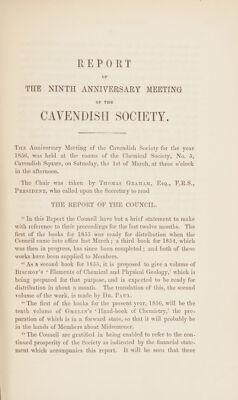 REPORT
OF
THE NINTH ANNIVERSARY MEETING
OF THE
CAVENDISH SOCIETY.
THE Anniversary Meeting of the Cavendish Society for the year
1856, was held at the rooms of the Chemical Society, No. 5,
Cavendish Square, on Saturday, the 1st of March, at three o'clock
in the afternoon.
The Chair was taken by THOMAS GRAHAM, ESQ., F.R.S.,
PRESIDENT, who called upon the Secretary to read
THE REPORT OF THE COUNCIL.
"In this Report the Council have but a brief statement to make
with reference to their proceedings for the last twelve months. The
first of the books for 1855 was ready for distribution when the
Council came into office last March; a third book for 1854, which
was then in progress, has since been completed; and both of these
works have been supplied to Members.
"As a second book for 1855, it is proposed to give a volume of
BISCHOF'S 'Elements of Chemical and Physical Geology,' which is
being prepared for that purpose, and is expected to be ready for
distribution in about a month. The translation of this, the second
volume of the work, is made by DR. PAUL.
"The first of the books for the present year, 1856, will be the
tenth volume of GMELIN'S 'Hand-book of Chemistry,' the pre-
paration of which is in a forward state, so that it will probably be
in the hands of Members about Midsummer.
"The Council are gratified in being enabled to refer to the con-
tinued prosperity of the Society as indicated by the financial state-
ment which accompanies this report. It will be seen that three